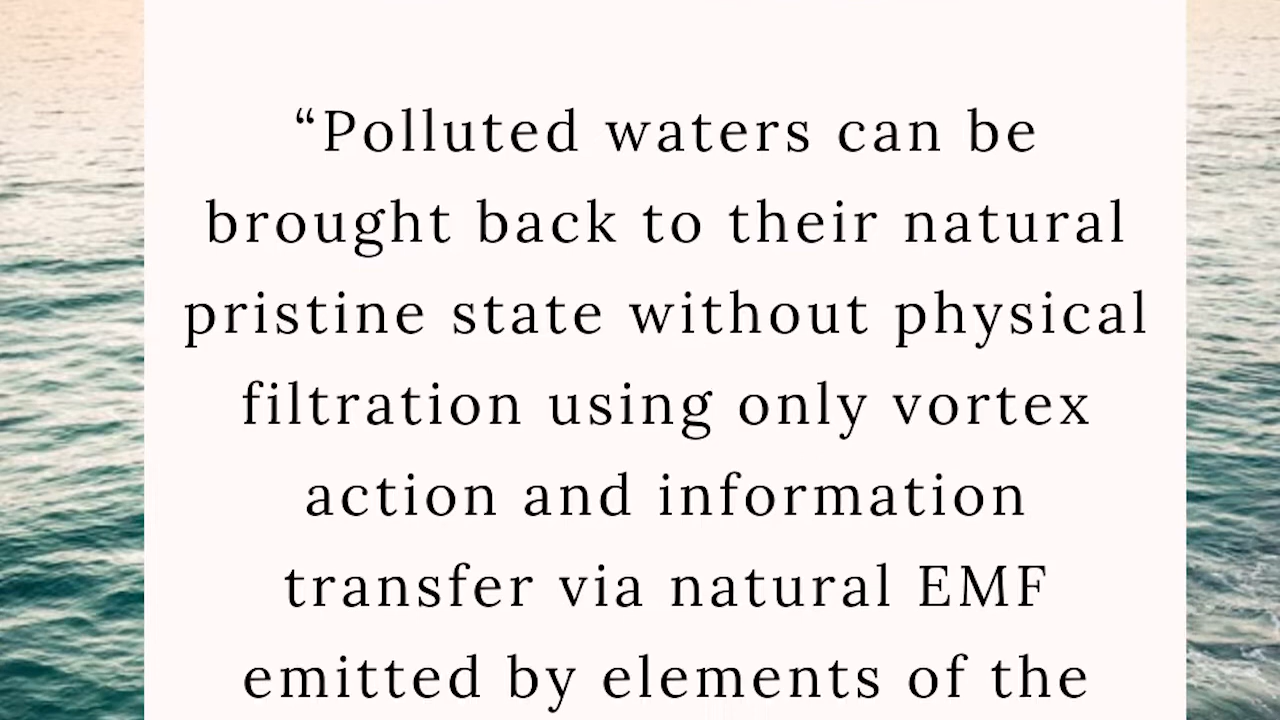 “Polluted waters can be
brought back to their natural
pristine state without physical
filtration using only vortex
action and information
transfer via natural EMF
emitted by elements of the